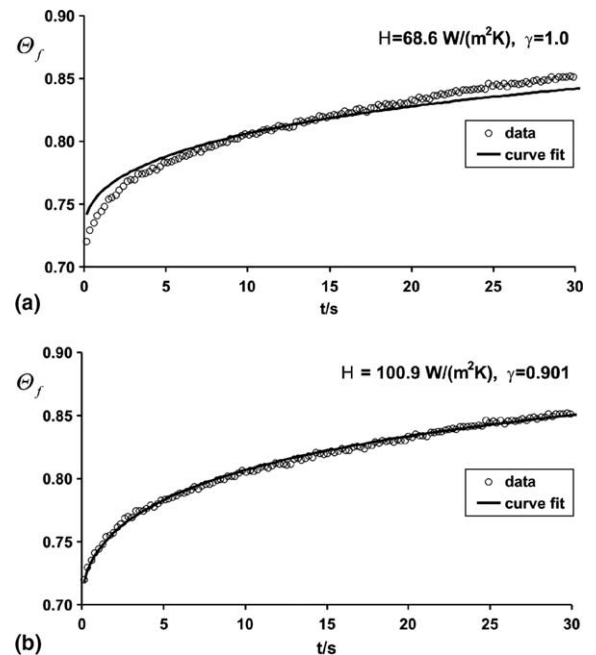 0.90
Θf
H=68.6 W/(m²K), γ=1.0
0.85
0.80
data
curve fit
0.75
0.70
0 5 10 15 20 25 30
(a)
t/s
0.90
Θf
H = 100.9 W/(m²K), γ=0.901
0.85
0.80
data
curve fit
0.75
0.70
0 5 10 15 20 25 30
(b)
t/s